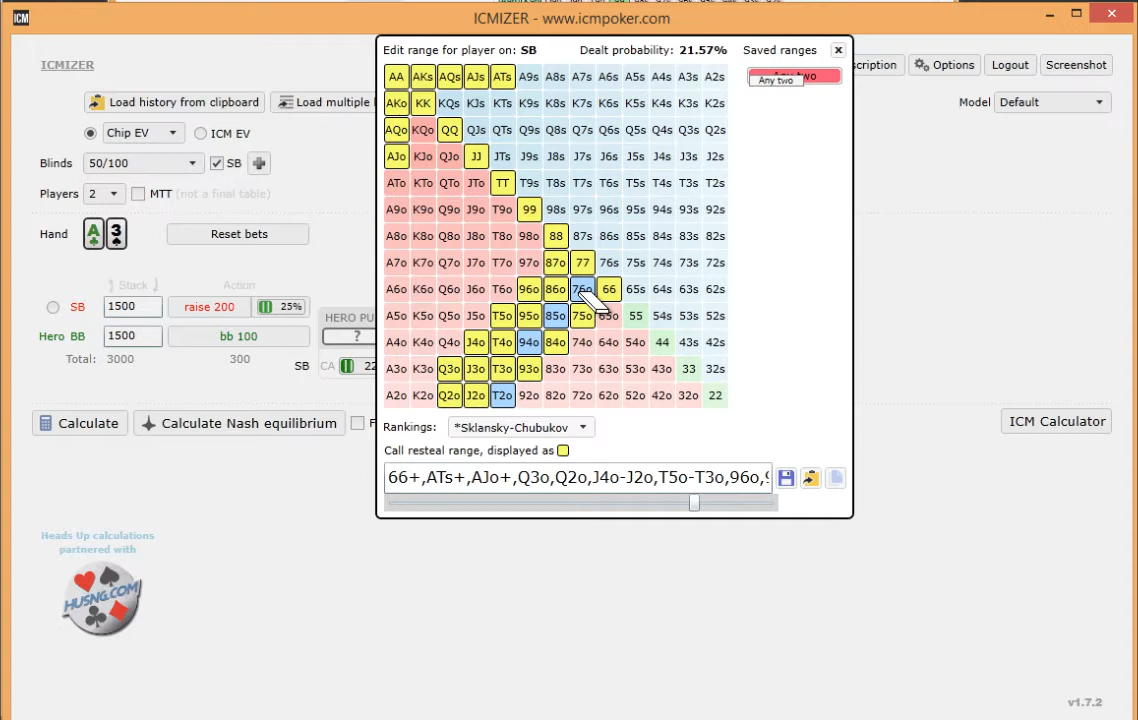 ICM
ICMIZER - www.icmpoker.com
ICMIZER
scription
Options
Logout
Screenshot
Load history from clipboard
Load multiple
Model
Default
Chip EV
ICM EV
Blinds
50/100
SB
Players
2
MTT (not a final table)
Hand
A
3
Reset bets
Stack
Action
SB
1500
raise 200
25%
Hero BB
1500
bb 100
Total:
3000
300
HERO PU
?
SB
CA
22
Calculate
Calculate Nash equilibrium
F
ICM Calculator
Edit range for player on: SB
Dealt probability: 21.57%
Saved ranges
Any two
Any two
AA AKs AQs AJs ATs A9s A8s A7s A6s A5s A4s A3s A2s
AKo KK KQs KJs KTs K9s K8s K7s K6s K5s K4s K3s K2s
AQo KQo QQ QJs QTs Q9s Q8s Q7s Q6s Q5s Q4s Q3s Q2s
AJo KJo QJo JJ JTs J9s J8s J7s J6s J5s J4s J3s J2s
ATo KTo QTo JTo TT T9s T8s T7s T6s T5s T4s T3s T2s
A9o K9o Q9o J9o T9o 99 98s 97s 96s 95s 94s 93s 92s
A8o K8o Q8o J8o T8o 98o 88 87s 86s 85s 84s 83s 82s
A7o K7o Q7o J7o T7o 97o 87o 77 76s 75s 74s 73s 72s
A6o K6o Q6o J6o T6o 96o 86o 76o 66 65s 64s 63s 62s
A5o K5o Q5o J5o T5o 95o 85o 75o 65o 55 54s 53s 52s
A4o K4o Q4o J4o T4o 94o 84o 74o 64o 54o 44 43s 42s
A3o K3o Q3o J3o T3o 93o 83o 73o 63o 53o 43o 33 32s
A2o K2o Q2o J2o T2o 92o 82o 72o 62o 52o 42o 32o 22
Rankings:
*Sklansky-Chubukov
Call resteal range, displayed as
66+,ATs+,AJo+,Q3o,Q2o,J4o-J2o,T5o-T3o,96o,9
Heads Up calculations
partnered with
HUSNG.COM
v1.7.2